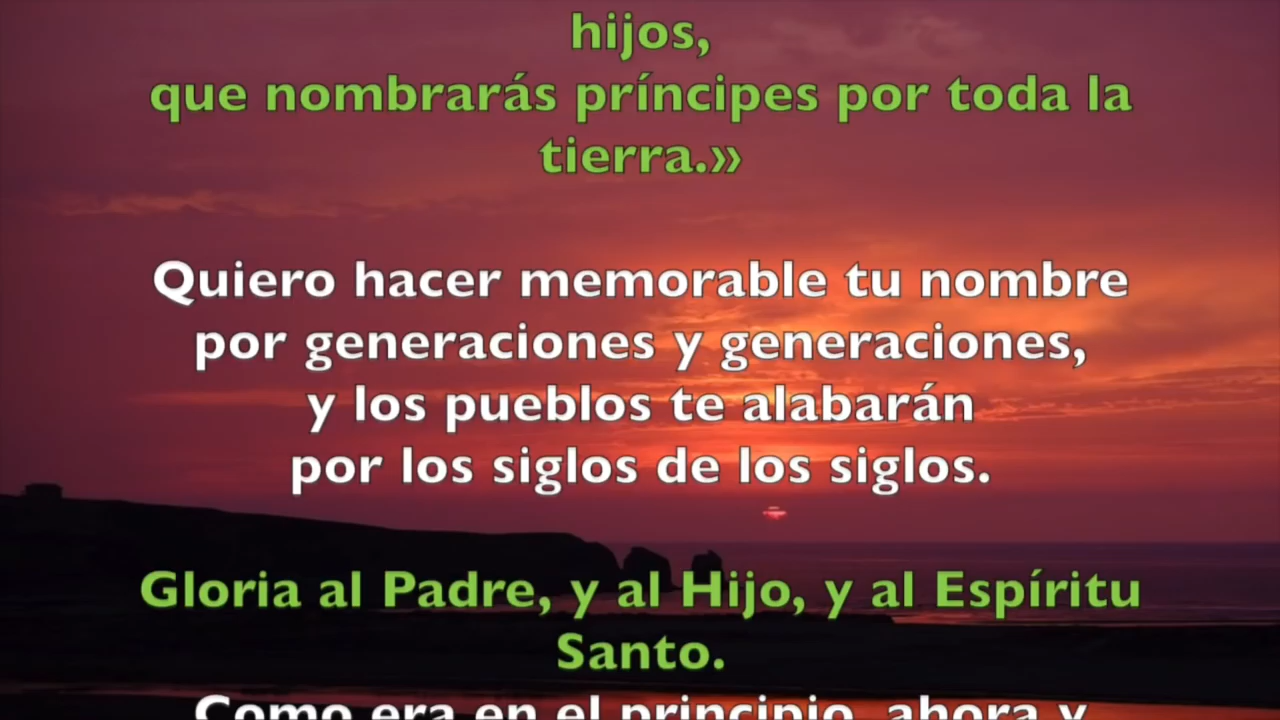 hijos,
que nombrarás príncipes por toda la
tierra.»
Quiero hacer memorable tu nombre
por generaciones y generaciones,
y los pueblos te alabarán
por los siglos de los siglos.
Gloria al Padre, y al Hijo, y al Espíritu
Santo.
Como era en el principio, ahora y